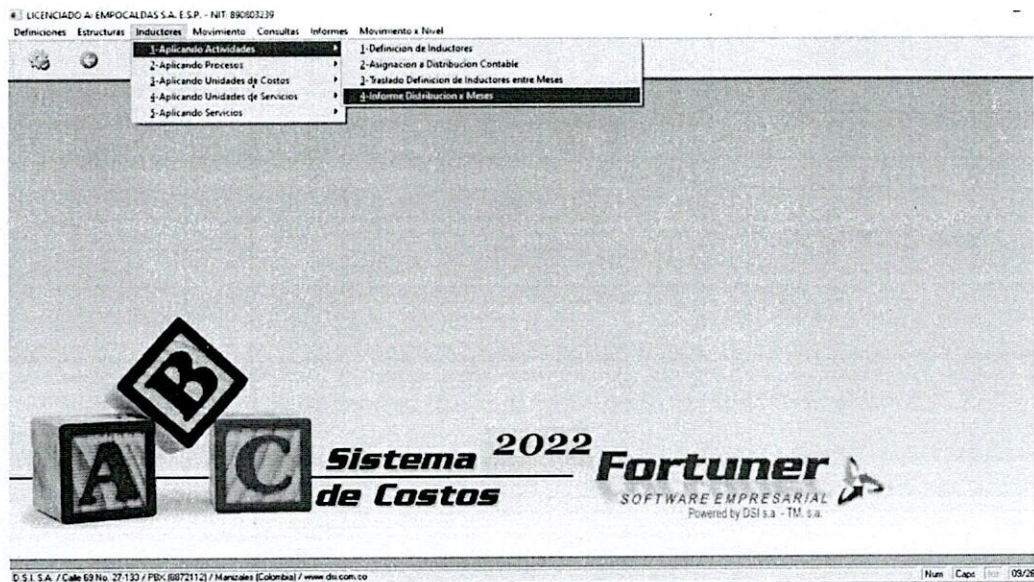 LICENCIADO A: EMPOCALDAS S.A. E.S.P. - NIT: 890803239
Definiciones Estructuras Inductores Movimiento Consultas Informes Movimiento x Nivel
1-Aplicando Actividades
2-Aplicando Procesos
3-Aplicando Unidades de Costos
4-Aplicando Unidades de Servicios
5-Aplicando Servicios
1-Definicion de Inductores
2-Asignacion a Distribucion Contable
3-Traslado Definicion de Inductores entre Meses
4-Informe Distribucion x Meses
A B C
Sistema 2022
de Costos
Fortuner
SOFTWARE EMPRESARIAL
Powered by DSI s.a. - TM, s.a.
D.S.I. S.A. / Calle 69 No. 27-130 / PBX (8872112) / Manizales (Colombia) / www.dsi.com.co
Num Caps